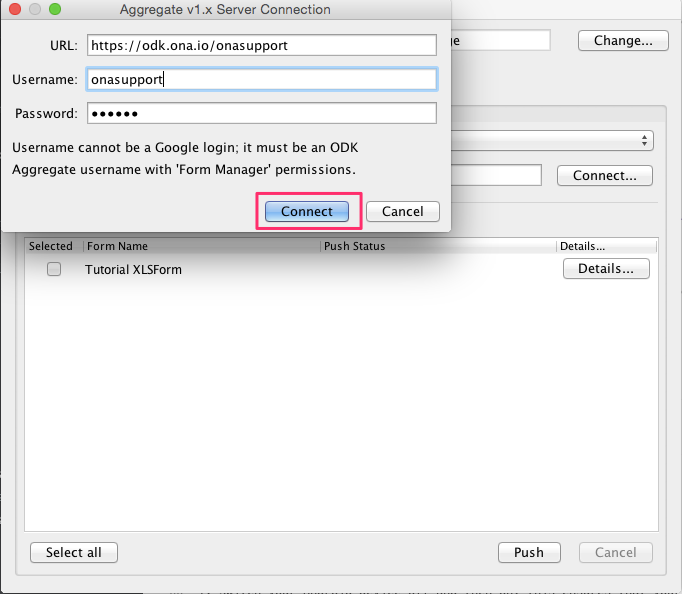 Aggregate v1.x Server Connection
URL: https://odk.ona.io/onasupport
Change...
Username: onasupport
Password: ••••••
Username cannot be a Google login; it must be an ODK
Aggregate username with 'Form Manager' permissions.
Connect...
Connect Cancel
Selected Form Name Push Status Details...
Tutorial XLSForm Details...
Select all Push Cancel